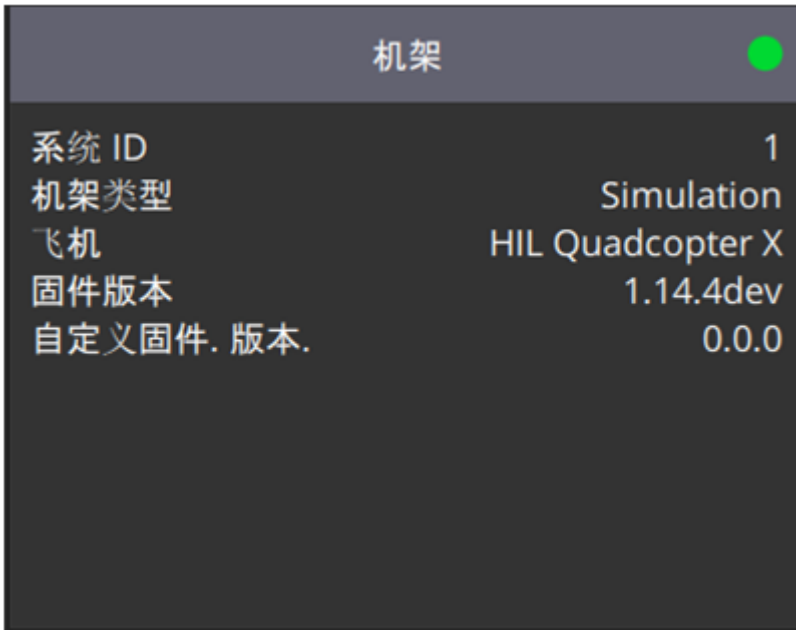 机架
系统 ID 1
机架类型 Simulation
飞机 HIL Quadcopter X
固件版本 1.14.4dev
自定义固件. 版本. 0.0.0